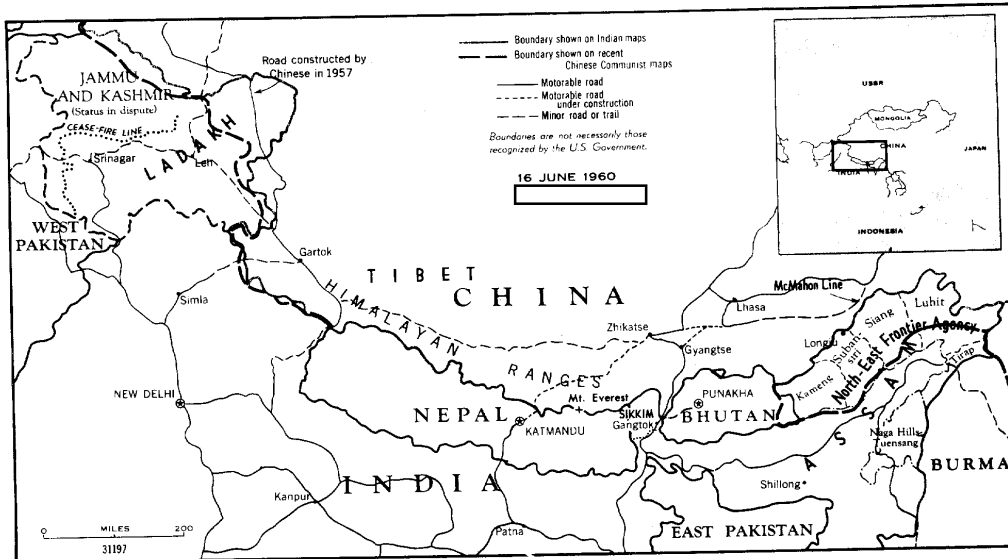 Boundary shown on Indian maps
Boundary shown on recent
Chinese Communist maps
Motorable road
Motorable road
under construction
Minor road or trail
Boundaries are not necessarily those
recognized by the U.S. Government.
16 JUNE 1960
Road constructed by
Chinese in 1957
JAMMU
AND KASHMIR
(Status in dispute)
CEASE-FIRE LINE
Srinagar
LADAKH
Leh
WEST
PAKISTAN
Gartok
Simla
TIBET
CHINA
HIMALAYAN
RANGES
NEW DELHI
NEPAL
Mt. Everest
KATMANDU
Zhikatse
Gyangtse
Lhasa
McMahon Line
SIKKIM
Gangtok
PUNAKHA
BHUTAN
Longju
Kameng
Suban
siri
Siang
Luhit
North-East Frontier Agency
Tirap
ASSAM
Naga Hills
Tuensang
Shillong
BURMA
INDIA
Kanpur
Patna
EAST PAKISTAN
0
MILES
200
31197
USSR
MONGOLIA
CHINA
JAPAN
INDIA
INDONESIA